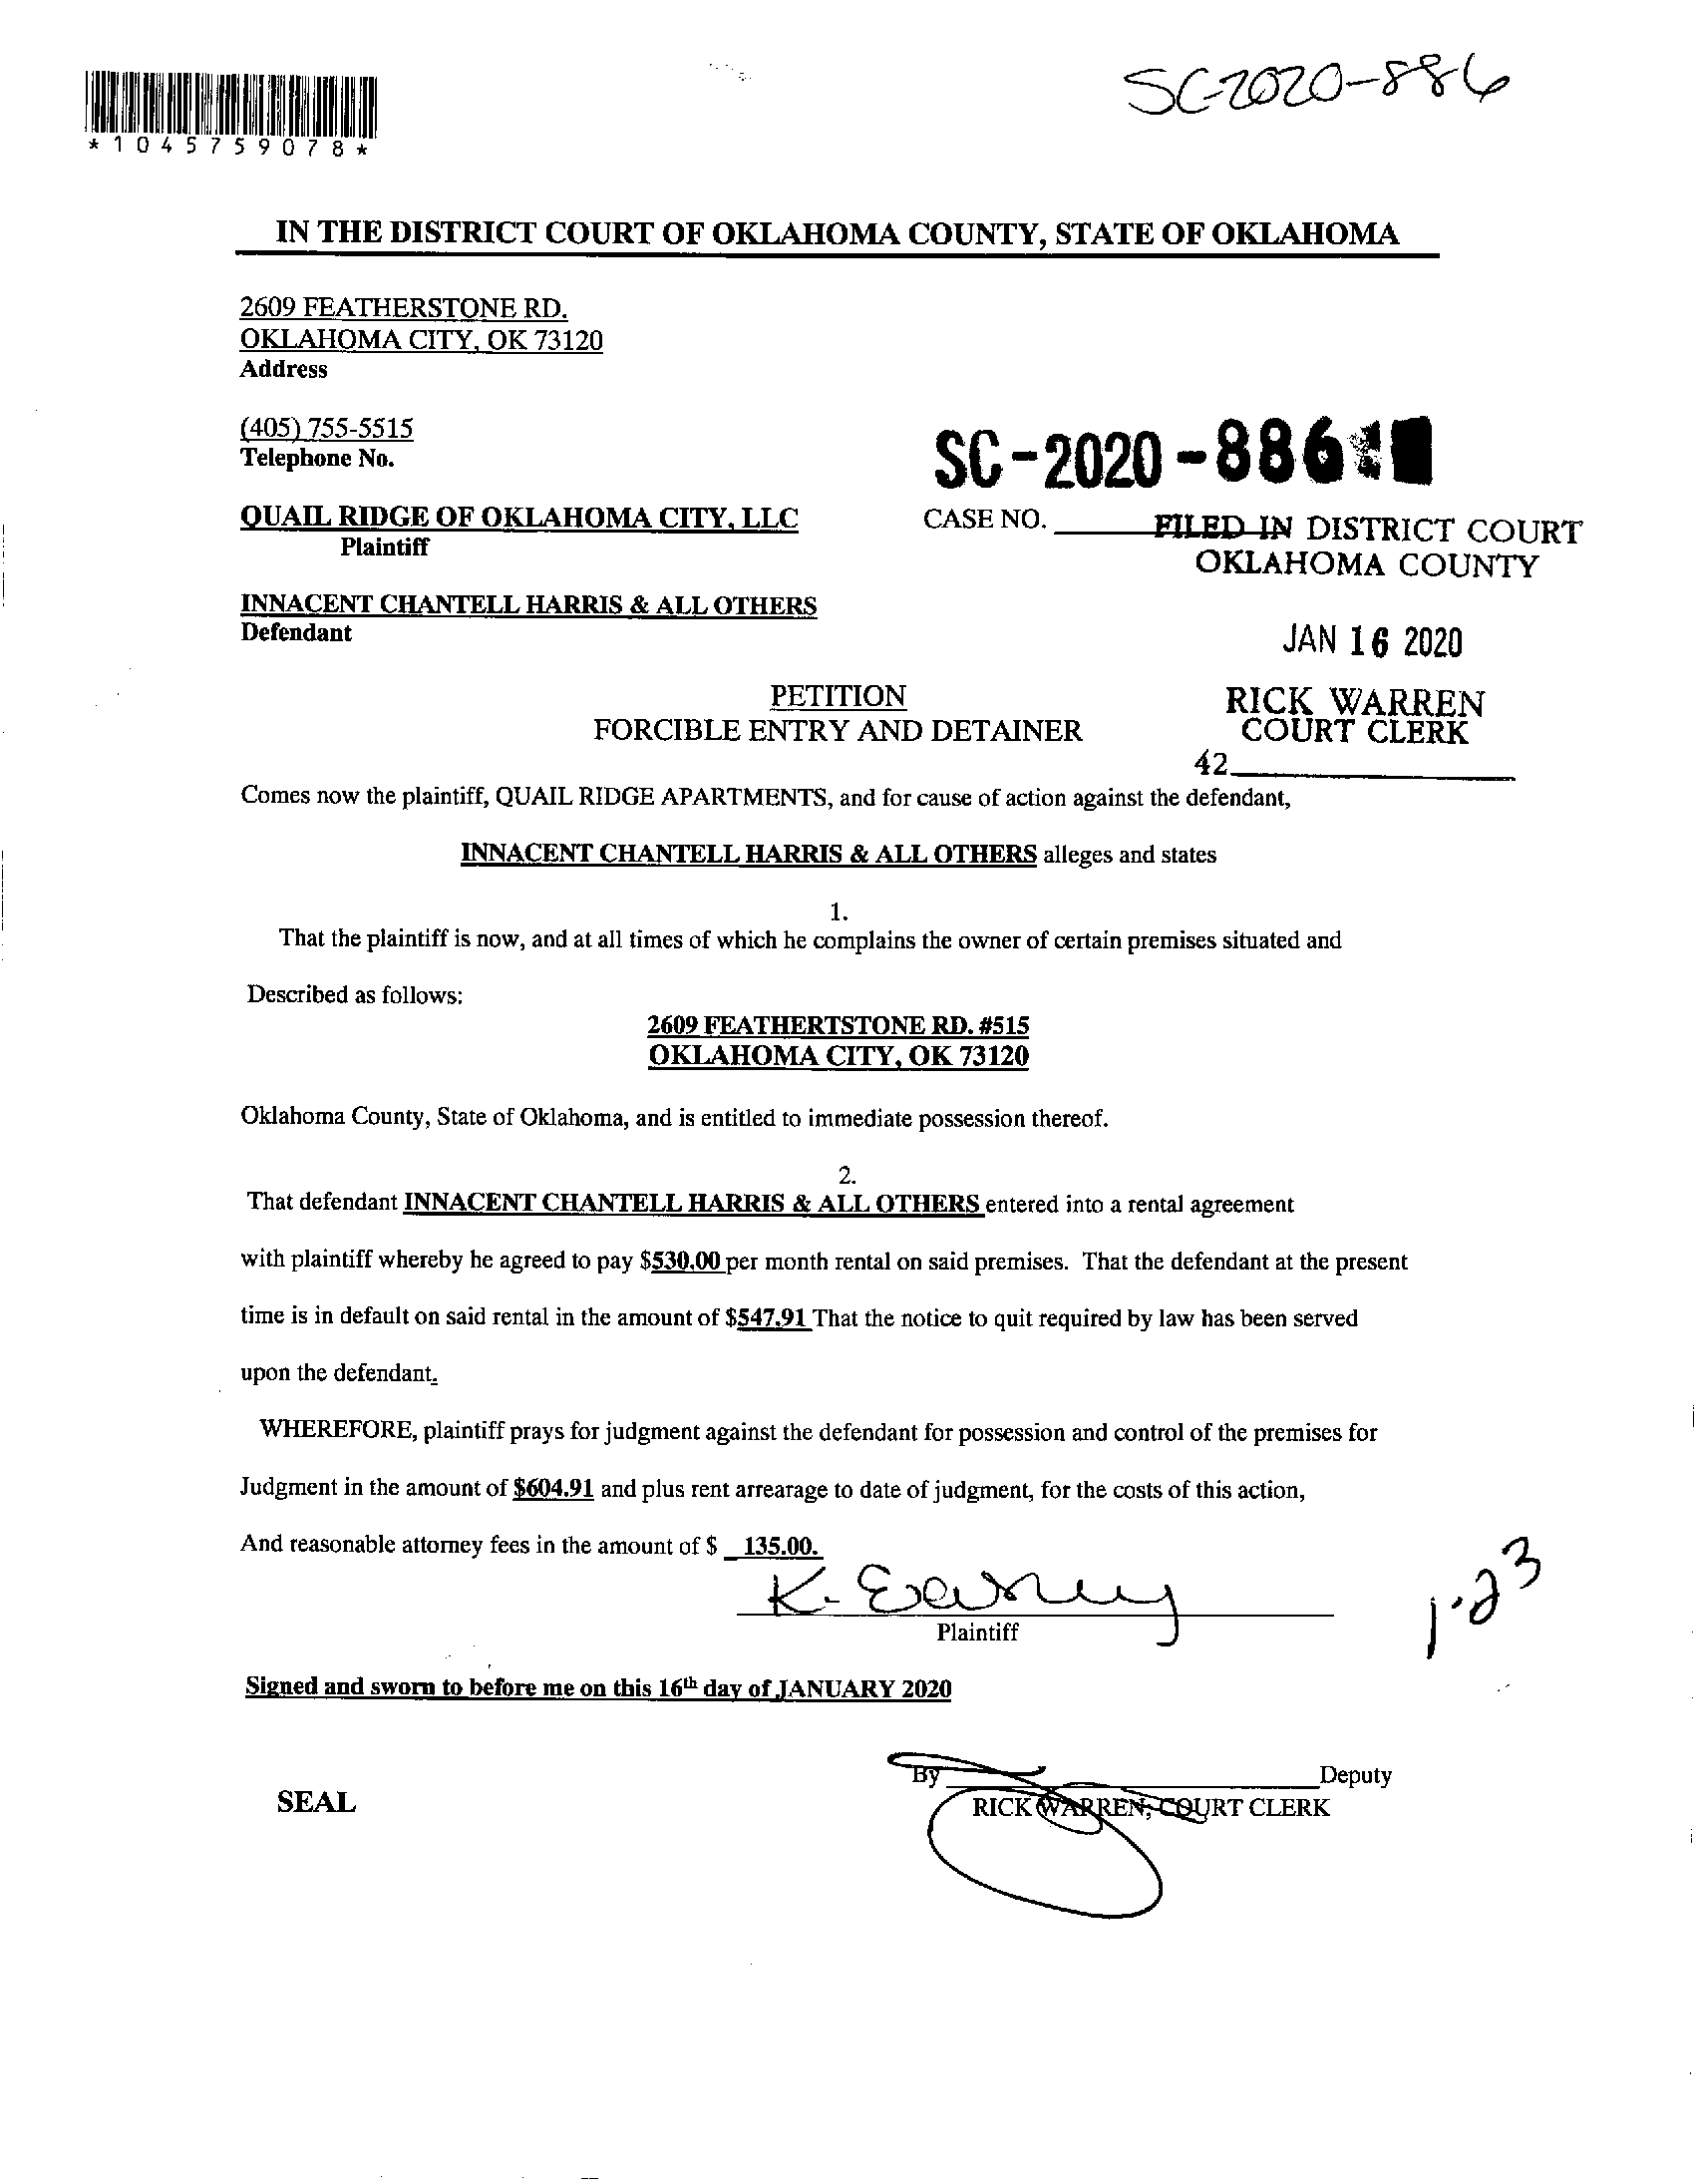 SC-2020-886
*1045759078*
IN THE DISTRICT COURT OF OKLAHOMA COUNTY, STATE OF OKLAHOMA
2609 FEATHERSTONE RD.
OKLAHOMA CITY, OK 73120
Address
(405) 755-5515
Telephone No.
SC-2020-886
QUAIL RIDGE OF OKLAHOMA CITY, LLC
Plaintiff
CASE NO.
FILED IN DISTRICT COURT
OKLAHOMA COUNTY
INNACENT CHANTELL HARRIS & ALL OTHERS
Defendant
JAN 16 2020
PETITION
FORCIBLE ENTRY AND DETAINER
RICK WARREN
COURT CLERK
42
Comes now the plaintiff, QUAIL RIDGE APARTMENTS, and for cause of action against the defendant,
INNACENT CHANTELL HARRIS & ALL OTHERS alleges and states
1.
That the plaintiff is now, and at all times of which he complains the owner of certain premises situated and
Described as follows:
2609 FEATHERTSTONE RD. #515
OKLAHOMA CITY, OK 73120
Oklahoma County, State of Oklahoma, and is entitled to immediate possession thereof.
2.
That defendant INNACENT CHANTELL HARRIS & ALL OTHERS entered into a rental agreement
with plaintiff whereby he agreed to pay $530.00 per month rental on said premises. That the defendant at the present
time is in default on said rental in the amount of $547.91 That the notice to quit required by law has been served
upon the defendant.
WHEREFORE, plaintiff prays for judgment against the defendant for possession and control of the premises for
Judgment in the amount of $604.91 and plus rent arrearage to date of judgment, for the costs of this action,
And reasonable attorney fees in the amount of $ 135.00.
K.
Plaintiff
1-23
Signed and sworn to before me on this 16th day of JANUARY 2020
By Deputy
SEAL
RICK WARREN, COURT CLERK